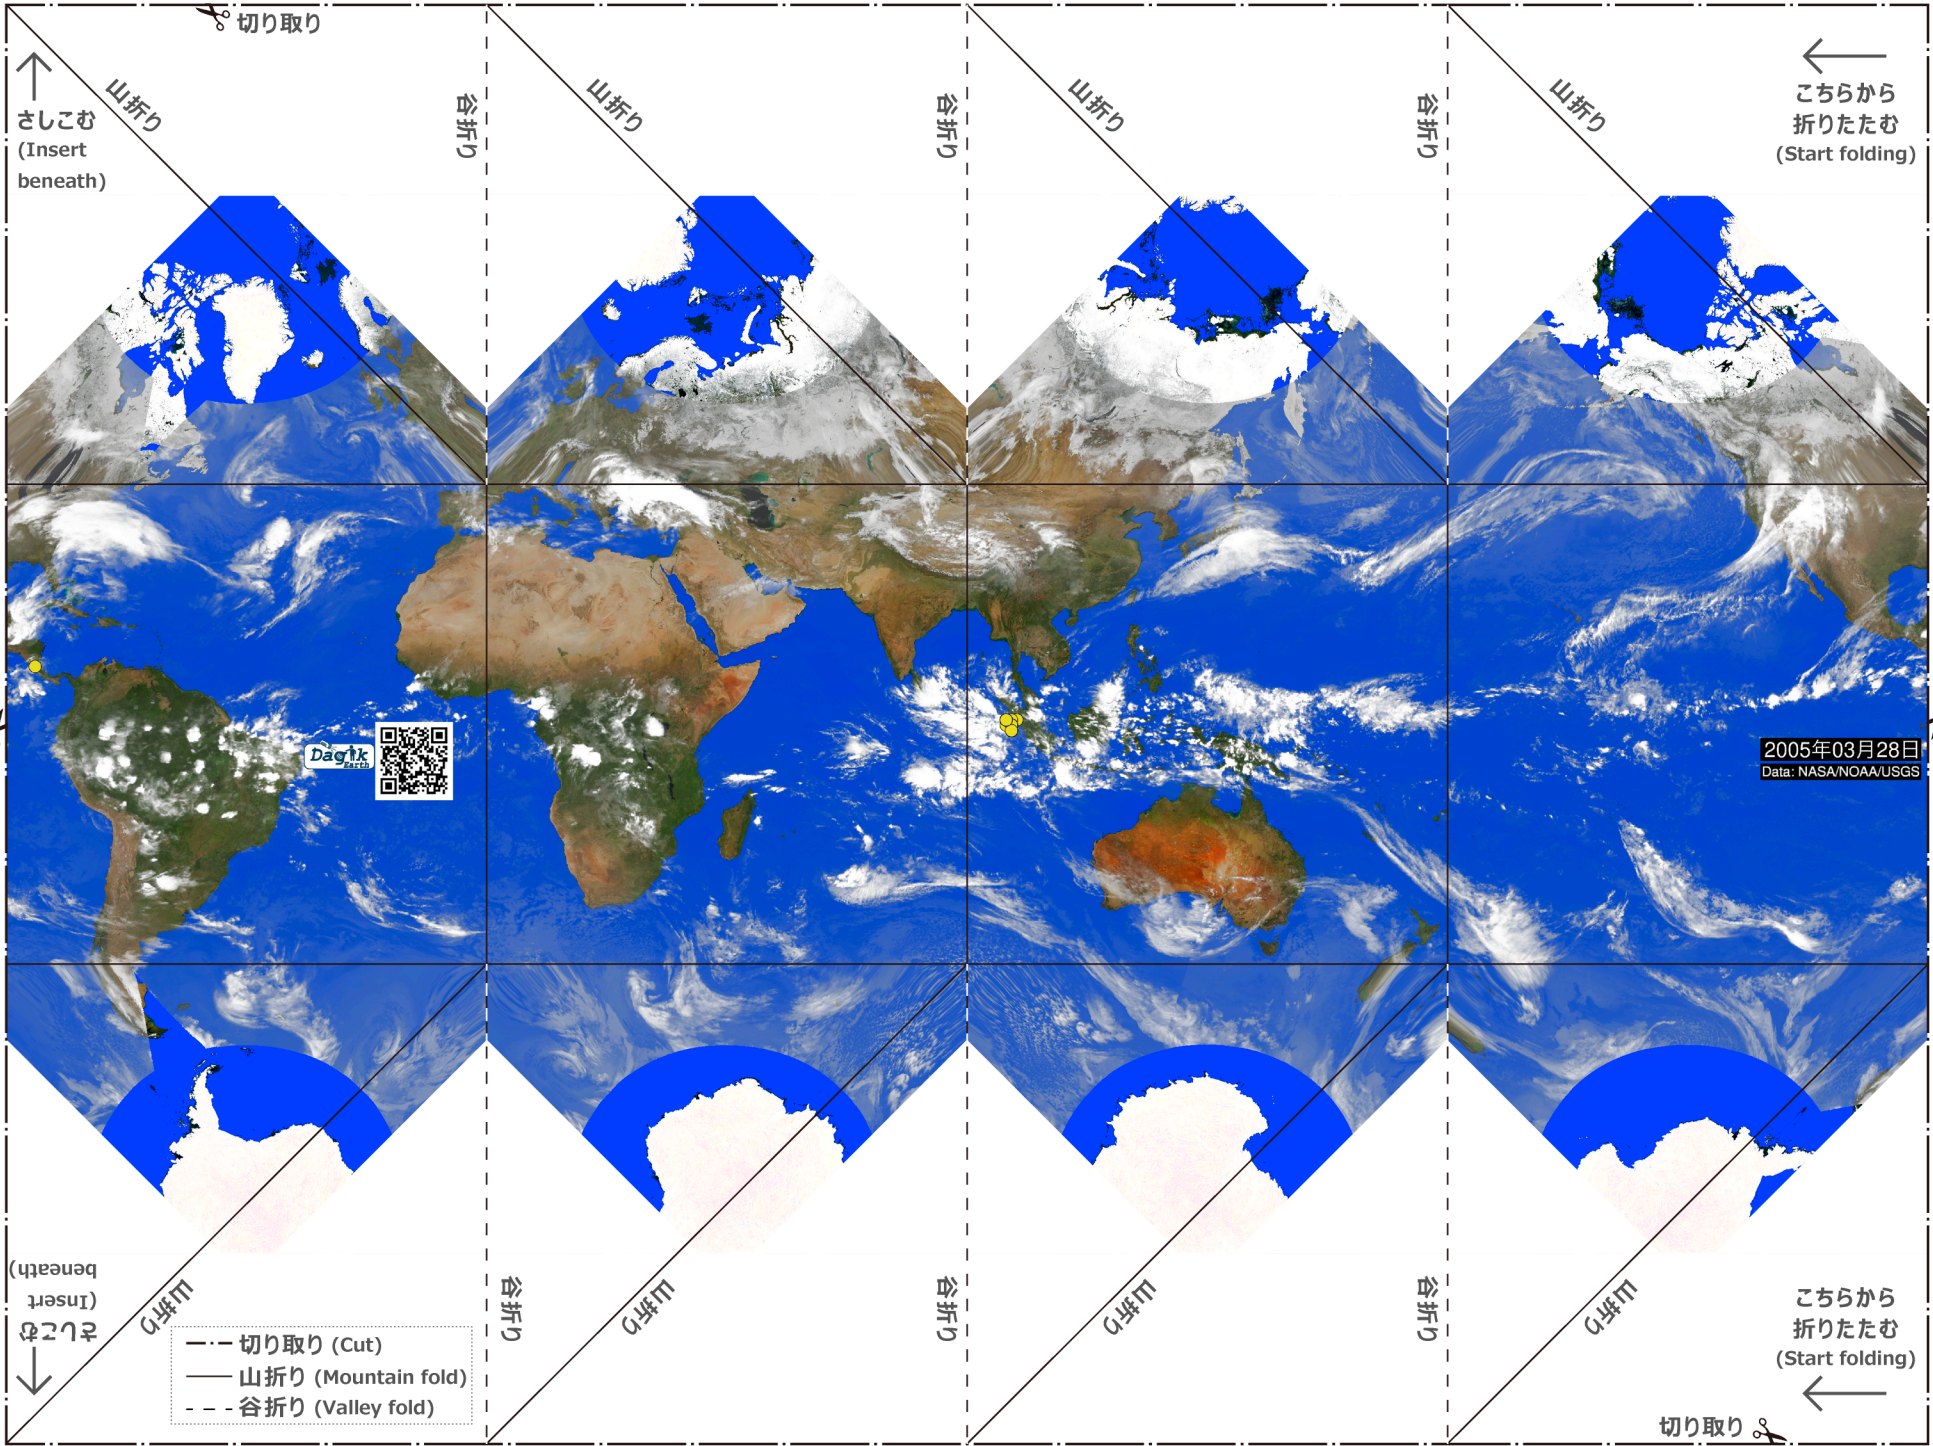 切り取り
山折り
谷折り
山折り
谷折り
山折り
谷折り
山折り
さしこむ
(Insert
beneath)
こちらから
折りたたむ
(Start folding)
Dagik
Earth
2005年03月28日
Data: NASA/NOAA/USGS
さしこむ
(Insert
beneath)
山折り
谷折り
山折り
谷折り
山折り
谷折り
山折り
切り取り (Cut)
山折り (Mountain fold)
谷折り (Valley fold)
こちらから
折りたたむ
(Start folding)
切り取り